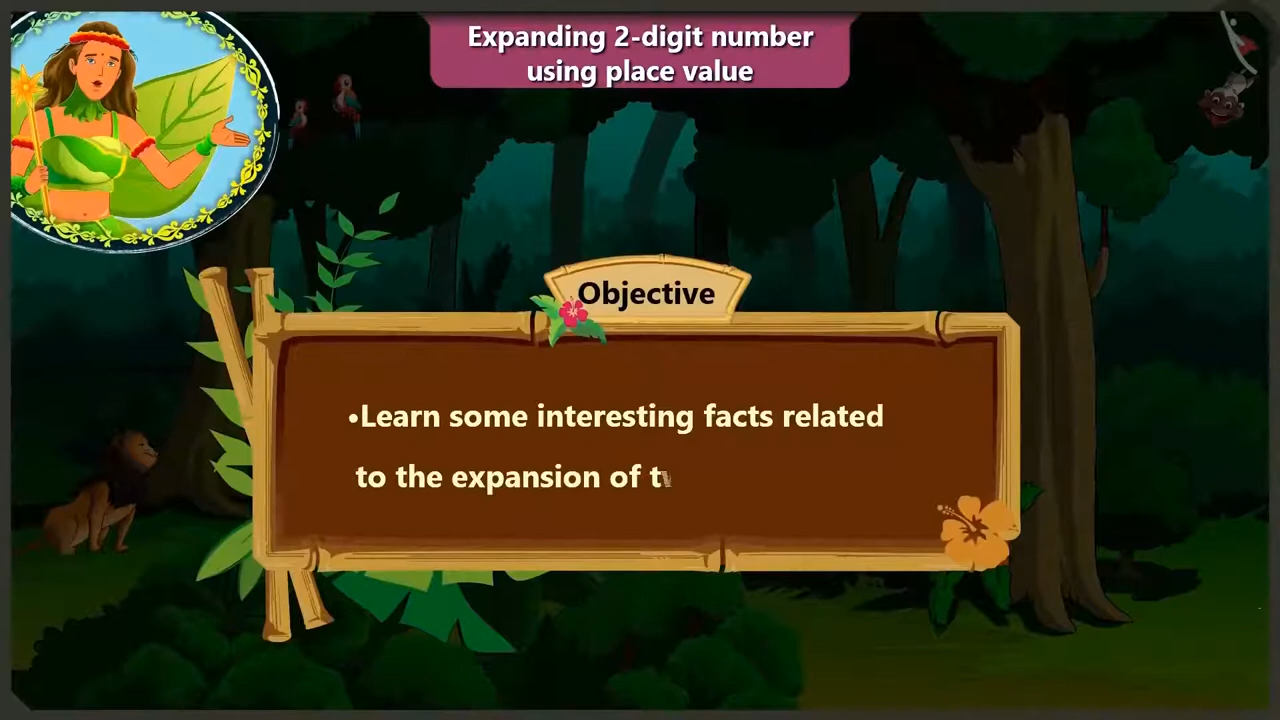 Expanding 2-digit number
using place value
Objective
•Learn some interesting facts related
to the expansion of